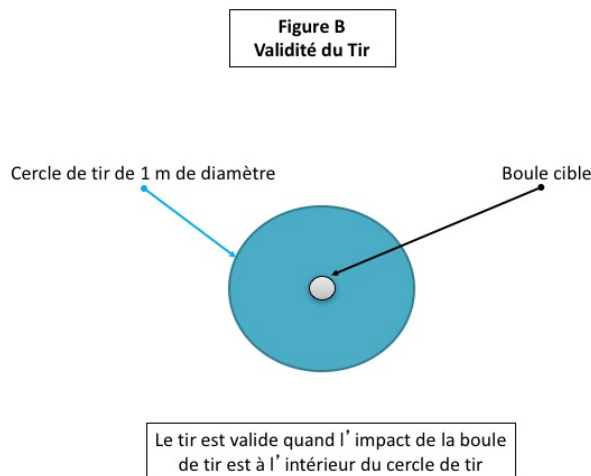 Figure B
Validité du Tir
Cercle de tir de 1 m de diamètre
Boule cible
Le tir est valide quand l’impact de la boule
de tir est à l’intérieur du cercle de tir